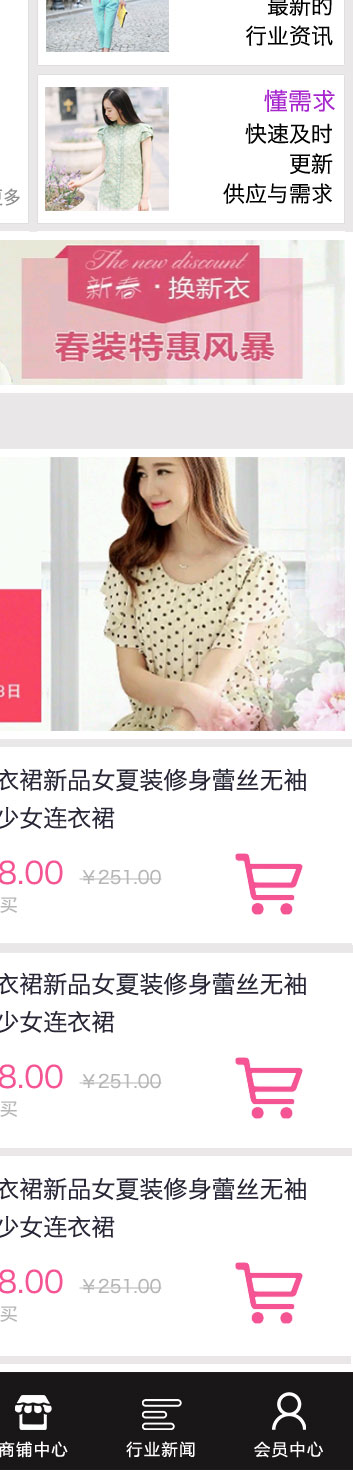 最新的
行业资讯
懂需求
快速及时
更新
供应与需求
更多
The new discount
新春·换新衣
春装特惠风暴
8日
衣裙新品女夏装修身蕾丝无袖
少女连衣裙
8.00 ￥251.00
买
衣裙新品女夏装修身蕾丝无袖
少女连衣裙
8.00 ￥251.00
买
衣裙新品女夏装修身蕾丝无袖
少女连衣裙
8.00 ￥251.00
买
商铺中心 行业新闻 会员中心